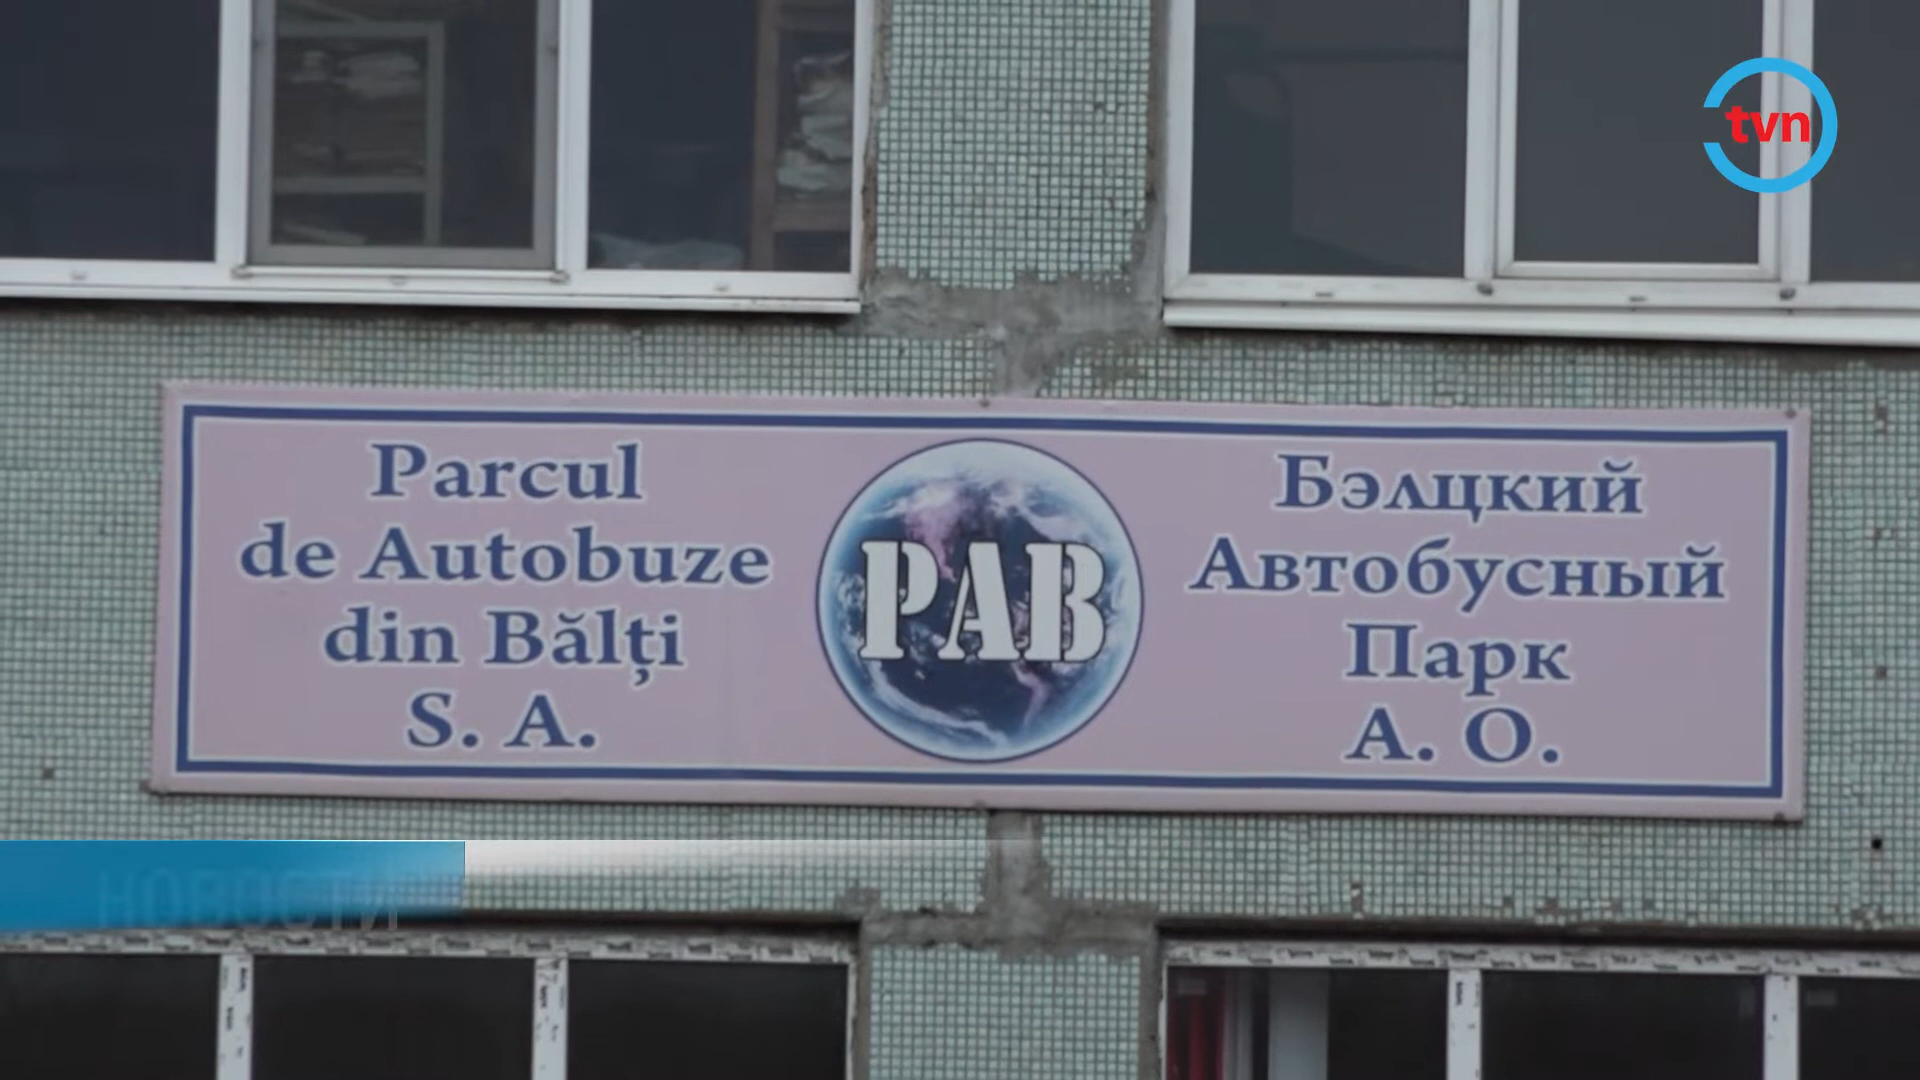 tvn
Parcul
de Autobuze
din Bălți
S. A.
PAB
Бэлцкий
Автобусный
Парк
А. О.
НОВОСТИ